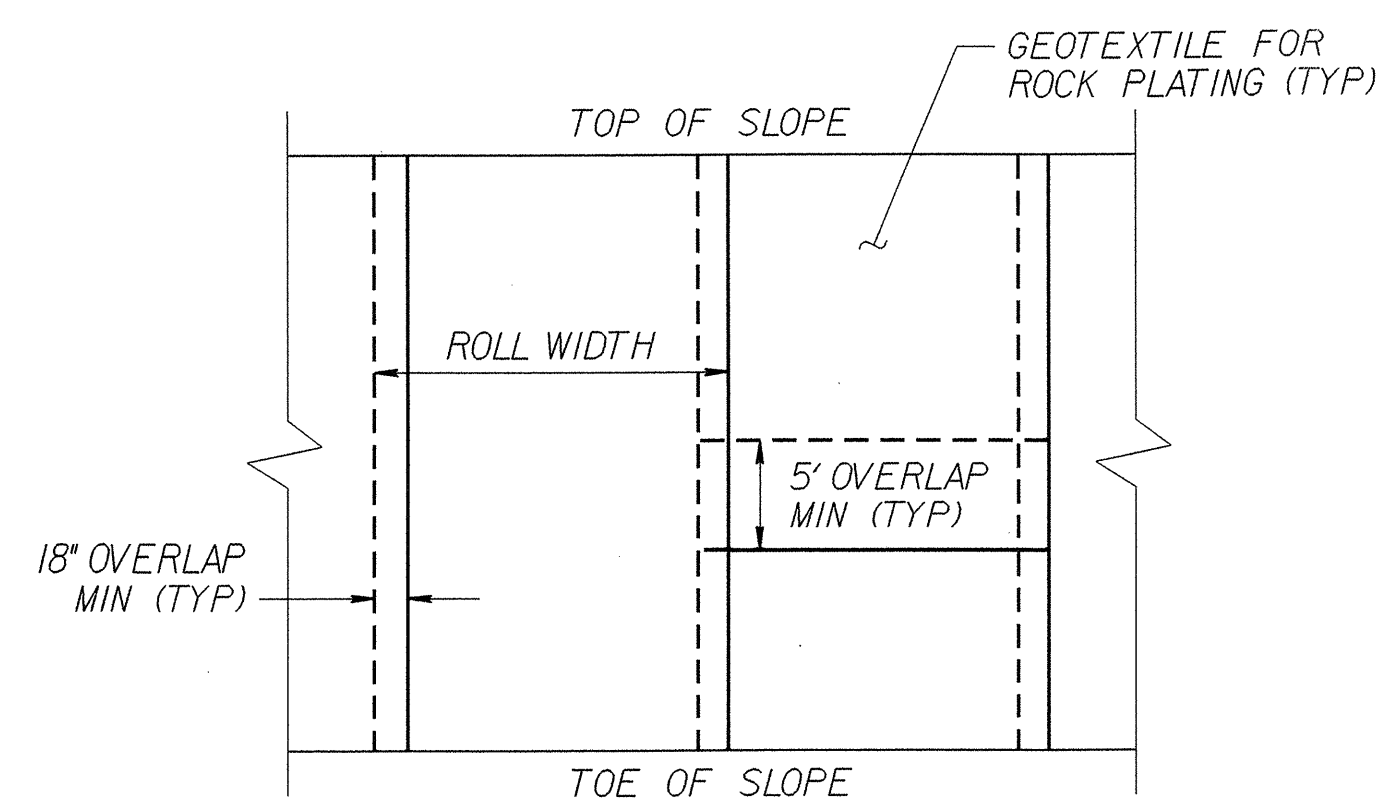 GEOTEXTILE FOR
ROCK PLATING (TYP)
TOP OF SLOPE
ROLL WIDTH
5' OVERLAP
MIN (TYP)
18" OVERLAP
MIN (TYP)
TOE OF SLOPE